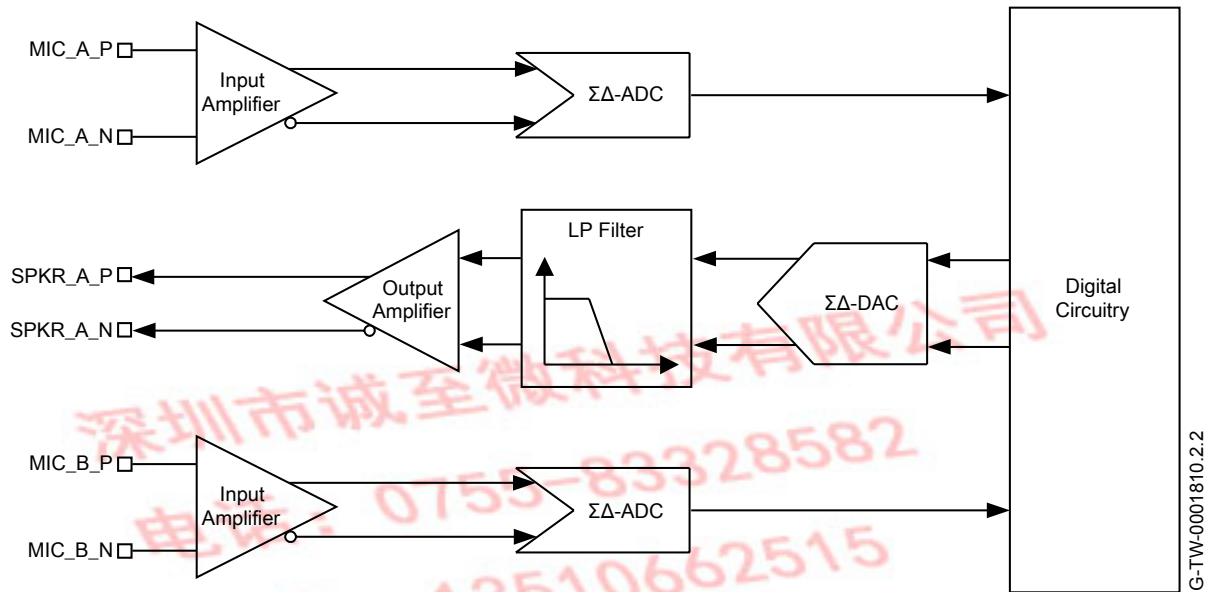 MIC_A_P
Input
Amplifier
MIC_A_N
ΣΔ-ADC
LP Filter
SPKR_A_P
Output
Amplifier
SPKR_A_N
ΣΔ-DAC
Digital
Circuitry
MIC_B_P
Input
Amplifier
MIC_B_N
ΣΔ-ADC
G-TW-0001810.2.2
深圳市诚至微科技有限公司
电话：0755-83328582
13510662515